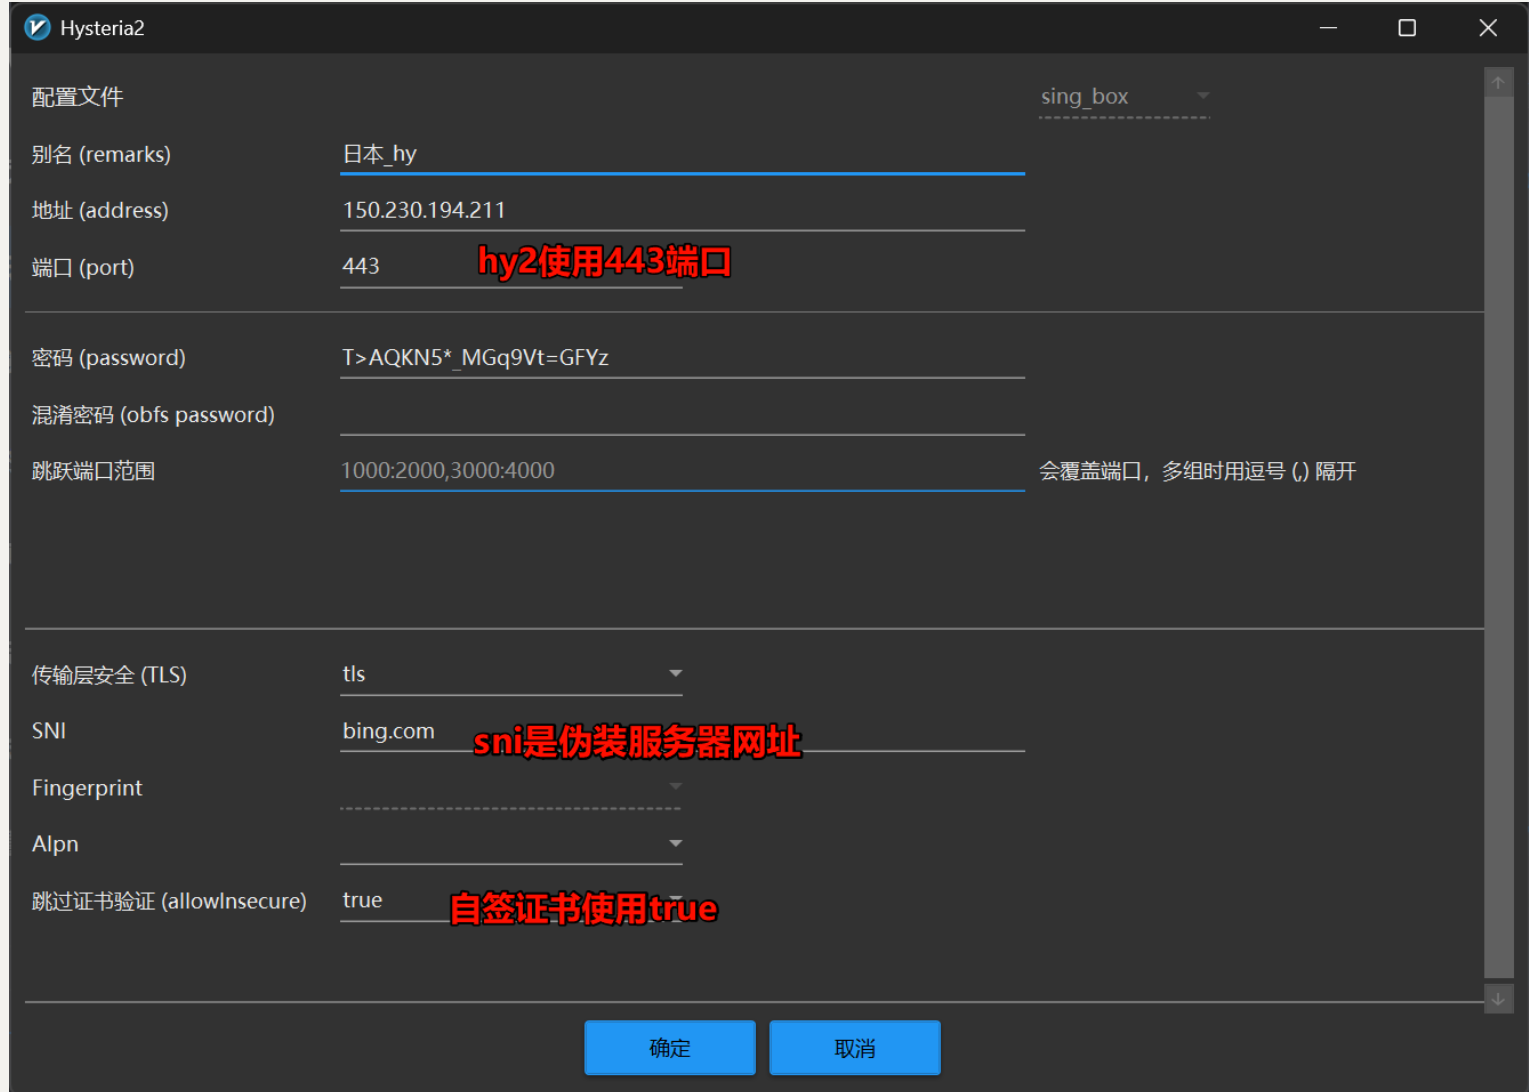 Hysteria2
配置文件 sing_box
别名 (remarks) 日本_hy
地址 (address) 150.230.194.211
端口 (port) 443 hy2使用443端口
密码 (password) T>AQKN5*_MGq9Vt=GFYz
混淆密码 (obfs password)
跳跃端口范围 1000:2000,3000:4000 会覆盖端口，多组时用逗号 (,) 隔开
传输层安全 (TLS) tls
SNI bing.com sni是伪装服务器网址
Fingerprint
Alpn
跳过证书验证 (allowInsecure) true 自签证书使用true
确定 取消